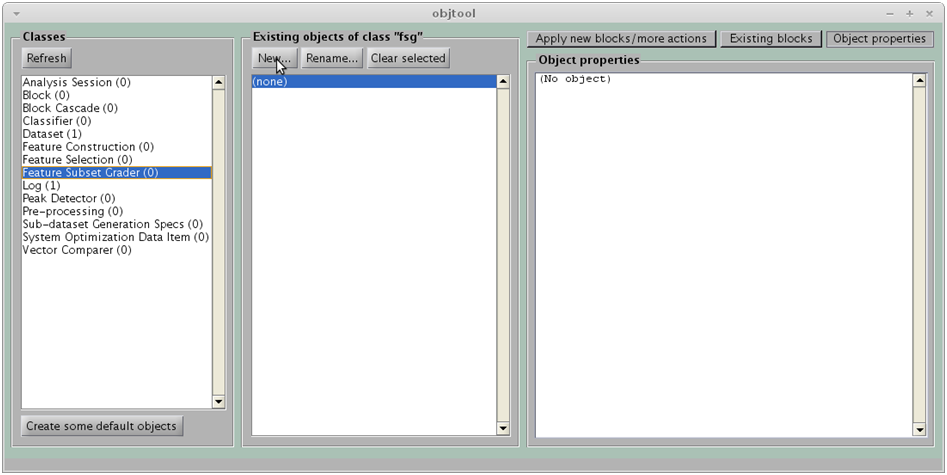 objtool
Classes
Refresh
Analysis Session (0)
Block (0)
Block Cascade (0)
Classifier (0)
Dataset (1)
Feature Construction (0)
Feature Selection (0)
Feature Subset Grader (0)
Log (1)
Peak Detector (0)
Pre-processing (0)
Sub-dataset Generation Specs (0)
System Optimization Data Item (0)
Vector Comparer (0)
Create some default objects
Existing objects of class "fsg"
New... Rename... Clear selected
(none)
Apply new blocks/more actions Existing blocks Object properties
Object properties
(No object)